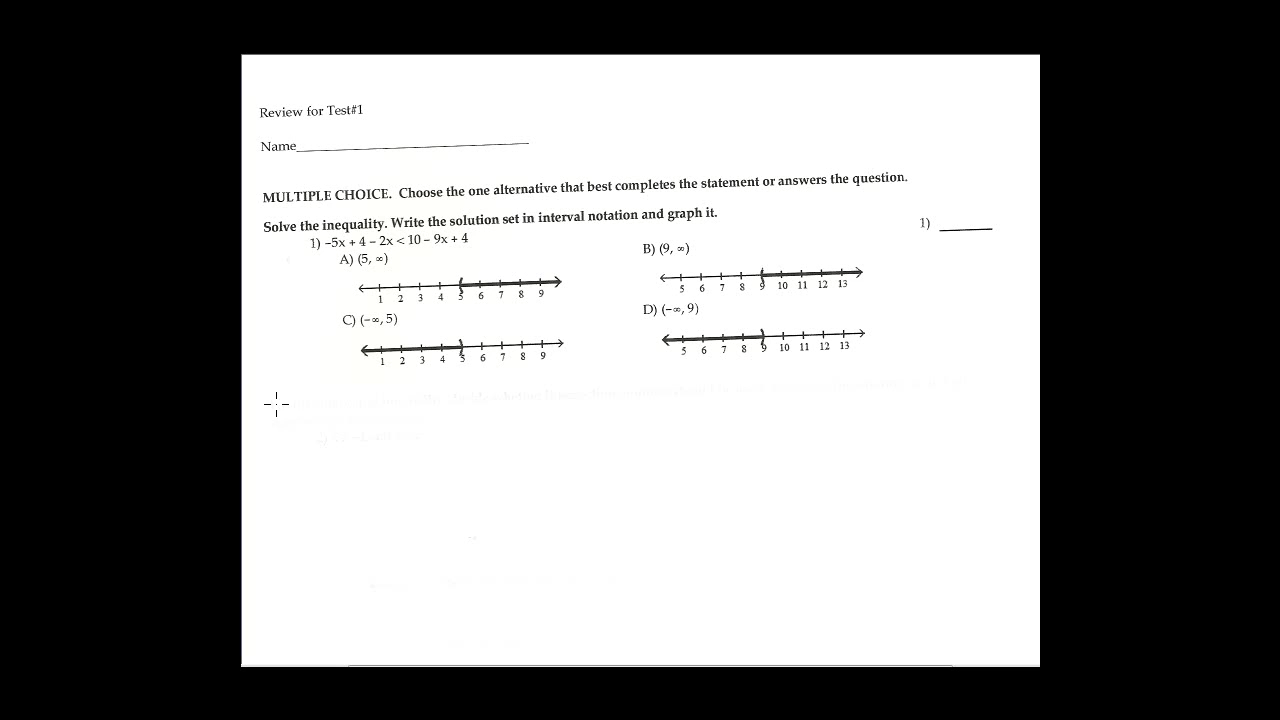 Review for Test#1
Name
MULTIPLE CHOICE. Choose the one alternative that best completes the statement or answers the question.
Solve the inequality. Write the solution set in interval notation and graph it.
1) –5x + 4 – 2x < 10 – 9x + 4
1)
A) (5, ∞)
B) (9, ∞)
1 2 3 4 5 6 7 8 9
5 6 7 8 9 10 11 12 13
C) (–∞, 5)
D) (–∞, 9)
1 2 3 4 5 6 7 8 9
5 6 7 8 9 10 11 12 13